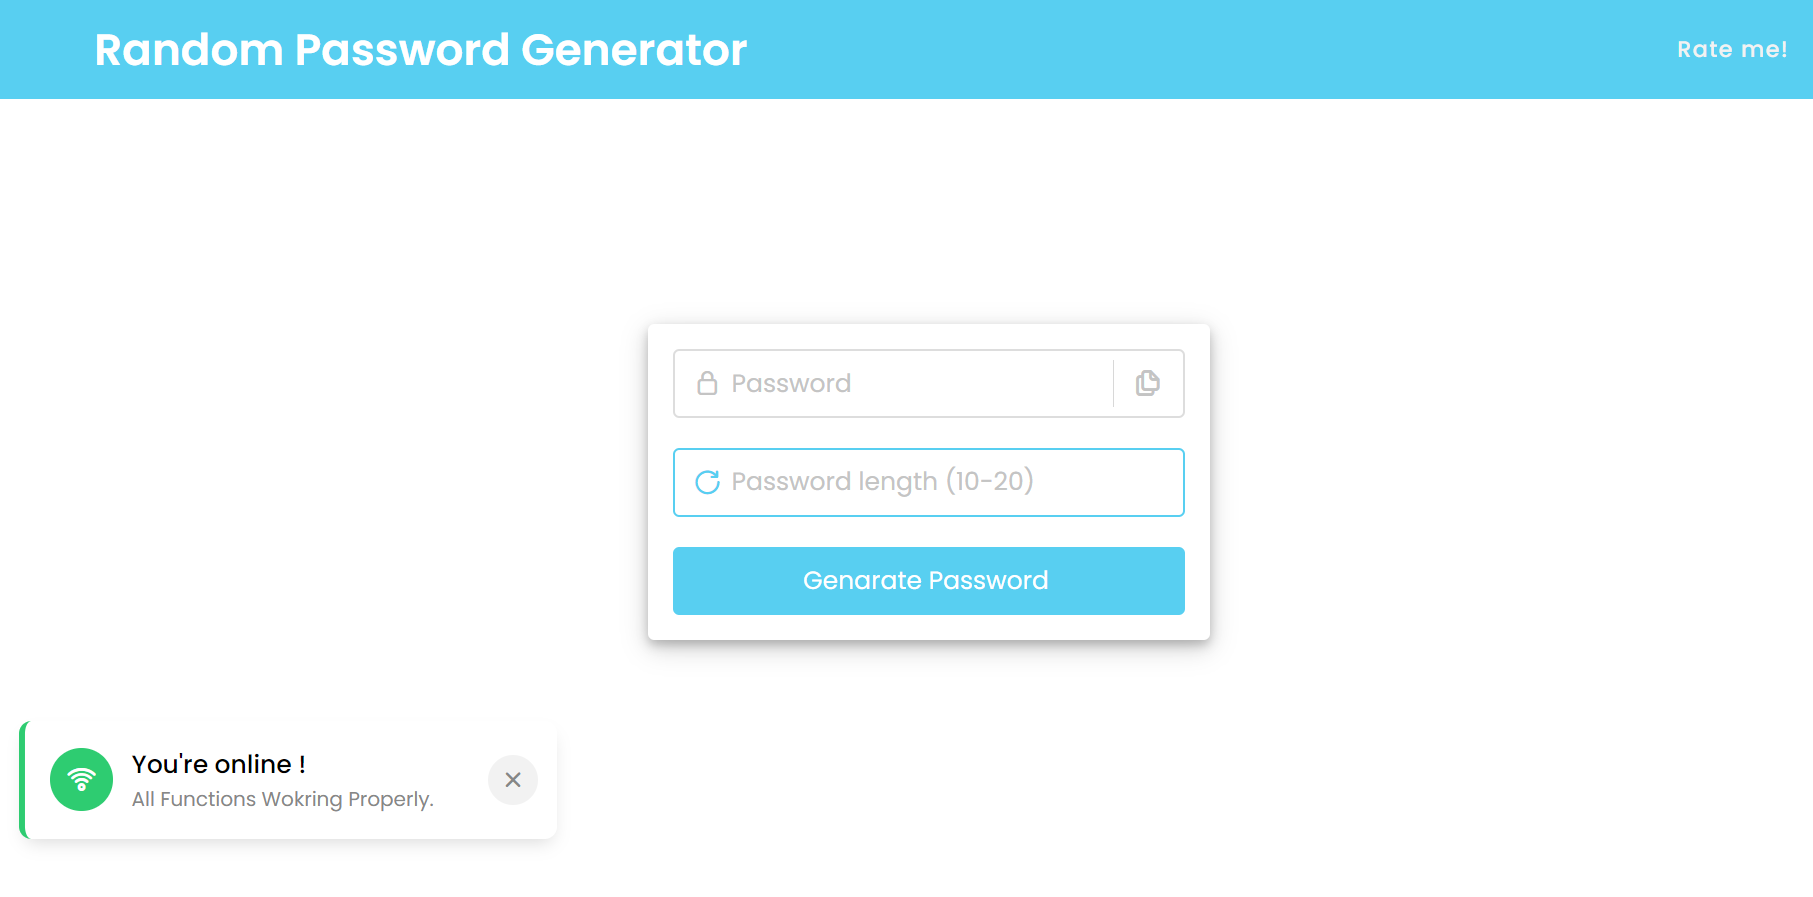 Random Password Generator
Rate me!
Password
Password length (10-20)
Genarate Password
You're online !
All Functions Wokring Properly.